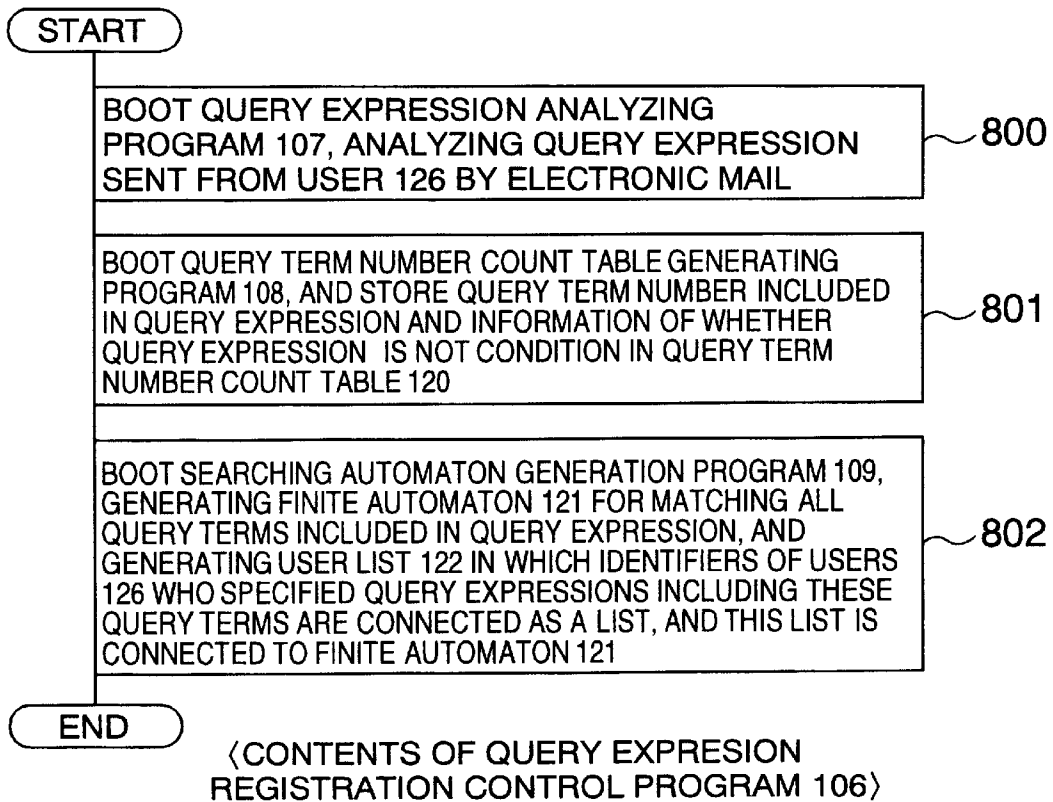 START
BOOT QUERY EXPRESSION ANALYZING
PROGRAM 107, ANALYZING QUERY EXPRESSION
SENT FROM USER 126 BY ELECTRONIC MAIL
800
BOOT QUERY TERM NUMBER COUNT TABLE GENERATING
PROGRAM 108, AND STORE QUERY TERM NUMBER INCLUDED
IN QUERY EXPRESSION AND INFORMATION OF WHETHER
QUERY EXPRESSION IS NOT CONDITION IN QUERY TERM
NUMBER COUNT TABLE 120
801
BOOT SEARCHING AUTOMATON GENERATION PROGRAM 109,
GENERATING FINITE AUTOMATON 121 FOR MATCHING ALL
QUERY TERMS INCLUDED IN QUERY EXPRESSION, AND
GENERATING USER LIST 122 IN WHICH IDENTIFIERS OF USERS
126 WHO SPECIFIED QUERY EXPRESSIONS INCLUDING THESE
QUERY TERMS ARE CONNECTED AS A LIST, AND THIS LIST IS
CONNECTED TO FINITE AUTOMATON 121
802
END
〈CONTENTS OF QUERY EXPRESION
REGISTRATION CONTROL PROGRAM 106〉